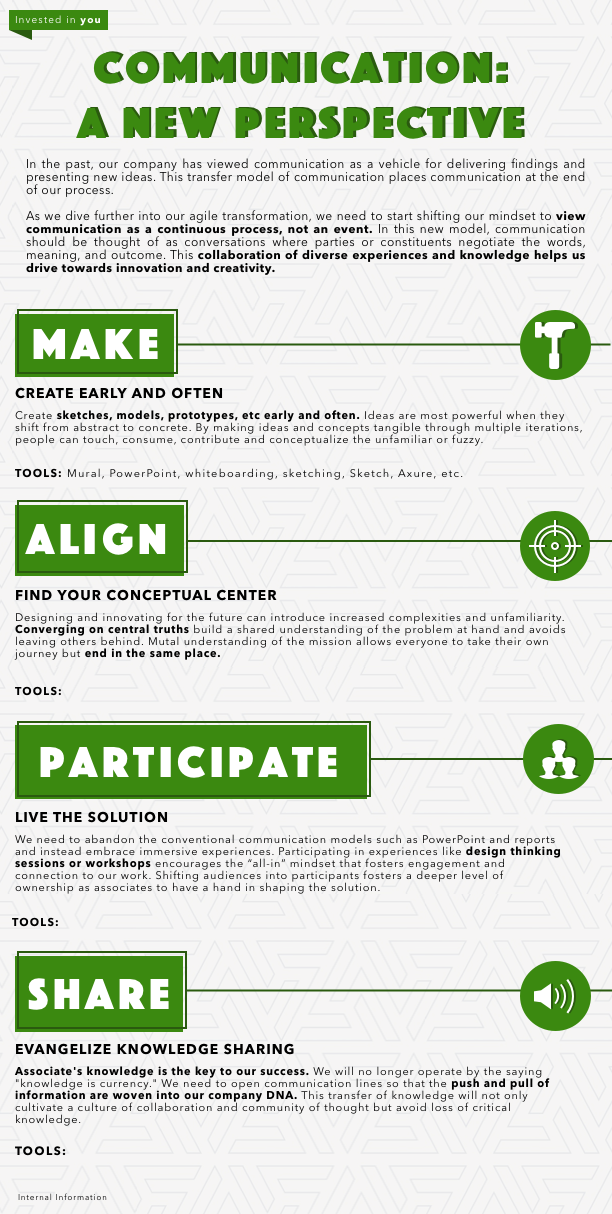 Invested in you
COMMUNICATION:
A NEW PERSPECTIVE
In the past, our company has viewed communication as a vehicle for delivering findings and
presenting new ideas. This transfer model of communication places communication at the end
of our process.
As we dive further into our agile transformation, we need to start shifting our mindset to view
communication as a continuous process, not an event. In this new model, communication
should be thought of as conversations where parties or constituents negotiate the words,
meaning, and outcome. This collaboration of diverse experiences and knowledge helps us
drive towards innovation and creativity.
MAKE
CREATE EARLY AND OFTEN
Create sketches, models, prototypes, etc early and often. Ideas are most powerful when they
shift from abstract to concrete. By making ideas and concepts tangible through multiple iterations,
people can touch, consume, contribute and conceptualize the unfamiliar or fuzzy.
TOOLS: Mural, PowerPoint, whiteboarding, sketching, Sketch, Axure, etc.
ALIGN
FIND YOUR CONCEPTUAL CENTER
Designing and innovating for the future can introduce increased complexities and unfamiliarity.
Converging on central truths build a shared understanding of the problem at hand and avoids
leaving others behind. Mutal understanding of the mission allows everyone to take their own
journey but end in the same place.
TOOLS:
PARTICIPATE
LIVE THE SOLUTION
We need to abandon the conventional communication models such as PowerPoint and reports
and instead embrace immersive experiences. Participating in experiences like design thinking
sessions or workshops encourages the “all-in” mindset that fosters engagement and
connection to our work. Shifting audiences into participants fosters a deeper level of
ownership as associates to have a hand in shaping the solution.
TOOLS:
SHARE
EVANGELIZE KNOWLEDGE SHARING
Associate's knowledge is the key to our success. We will no longer operate by the saying
"knowledge is currency." We need to open communication lines so that the push and pull of
information are woven into our company DNA. This transfer of knowledge will not only
cultivate a culture of collaboration and community of thought but avoid loss of critical
knowledge.
TOOLS:
Internal Information